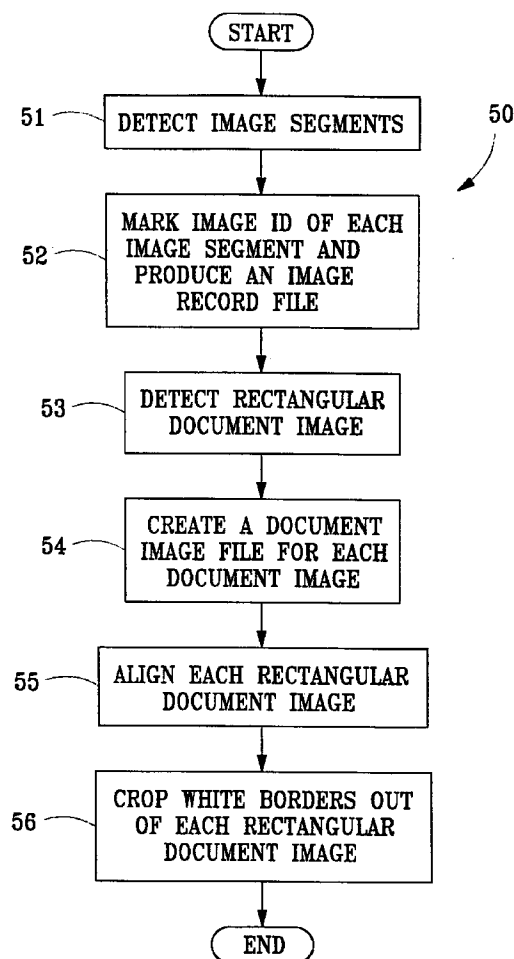 START
51
DETECT IMAGE SEGMENTS
50
MARK IMAGE ID OF EACH
IMAGE SEGMENT AND
PRODUCE AN IMAGE
RECORD FILE
52
DETECT RECTANGULAR
DOCUMENT IMAGE
53
CREATE A DOCUMENT
IMAGE FILE FOR EACH
DOCUMENT IMAGE
54
ALIGN EACH RECTANGULAR
DOCUMENT IMAGE
55
CROP WHITE BORDERS OUT
OF EACH RECTANGULAR
DOCUMENT IMAGE
56
END